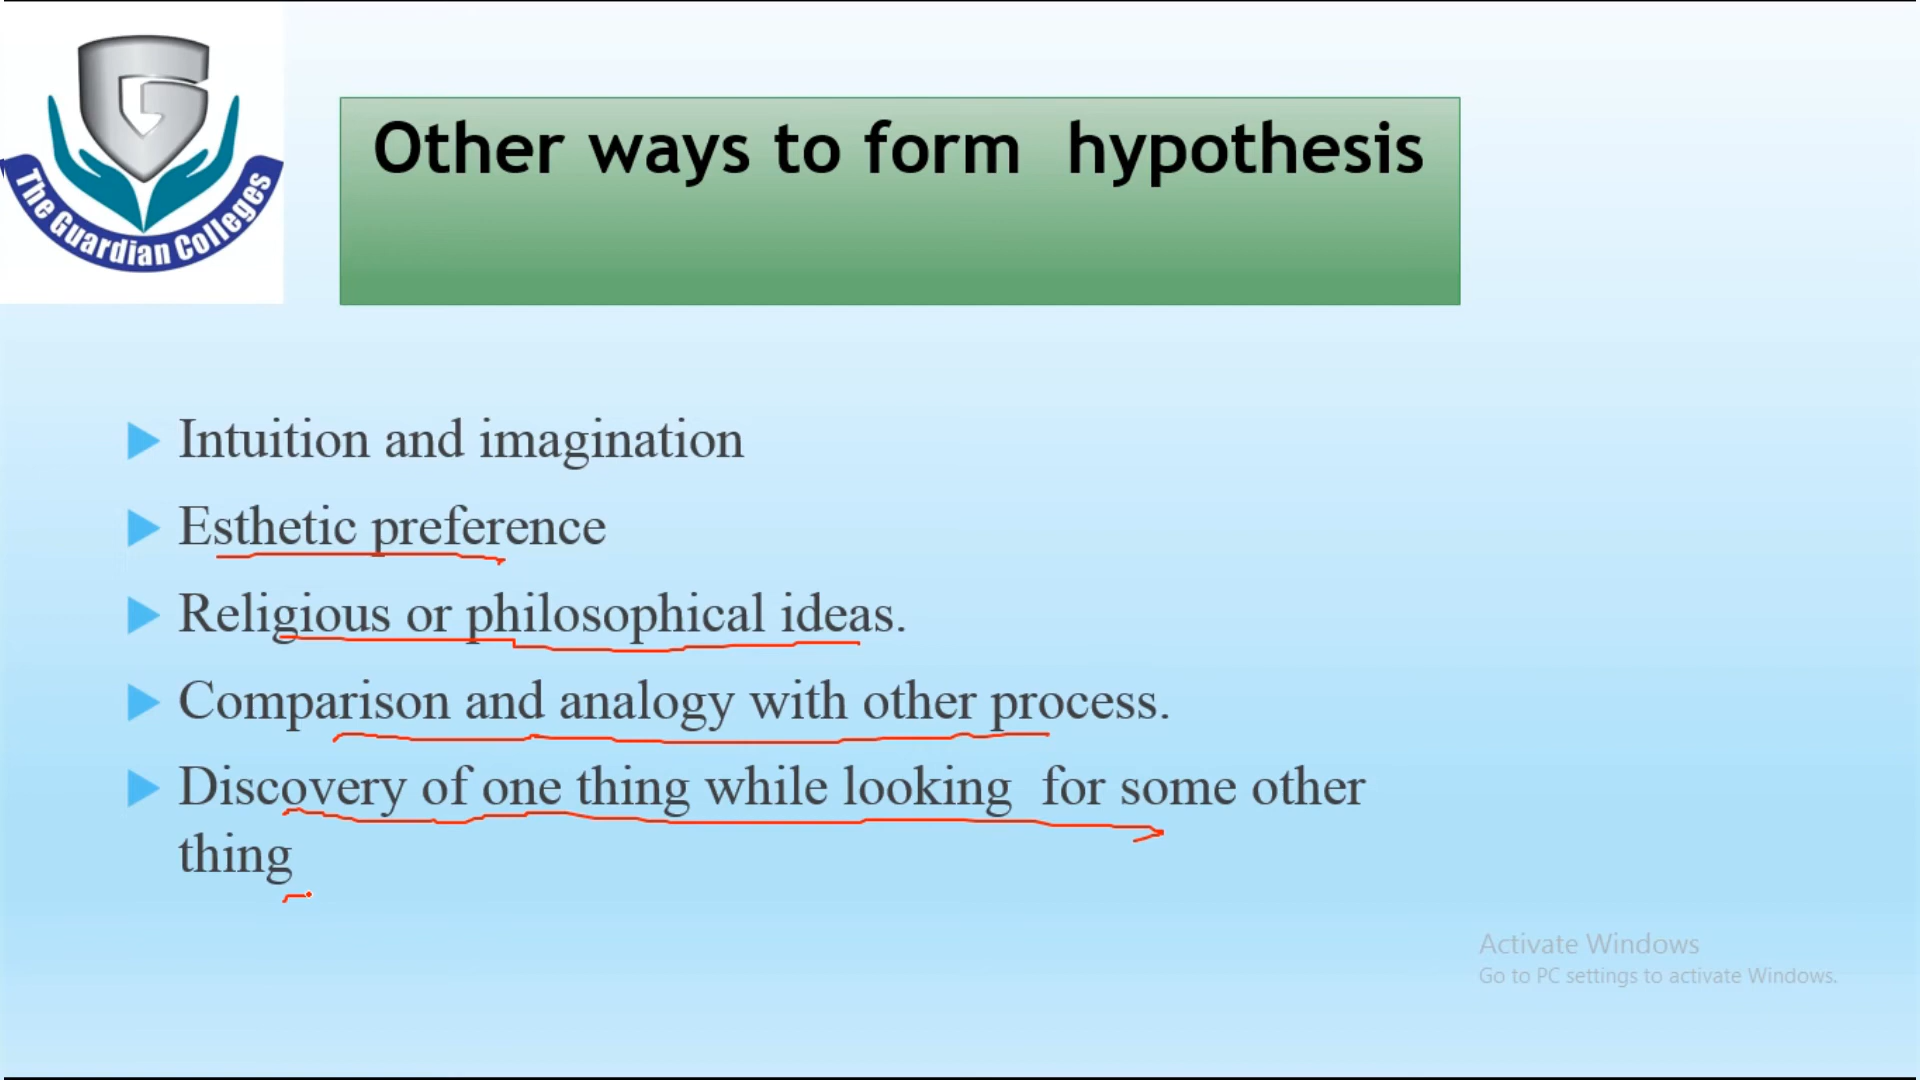 The Guardian Colleges
Other ways to form hypothesis
Intuition and imagination
Esthetic preference
Religious or philosophical ideas.
Comparison and analogy with other process.
Discovery of one thing while looking for some other
thing
Activate Windows
Go to PC settings to activate Windows.